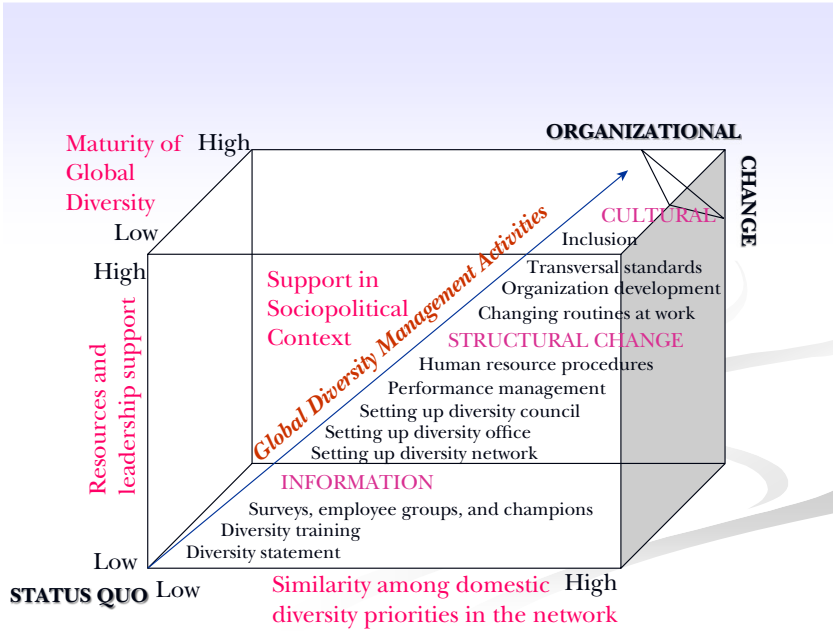 ORGANIZATIONAL
CHANGE
Maturity of
Global
Diversity
High
Low
High
CULTURAL
Inclusion
Transversal standards
Organization development
Changing routines at work
Support in
Sociopolitical
Context
Global Diversity Management Activities
STRUCTURAL CHANGE
Human resource procedures
Performance management
Setting up diversity council
Setting up diversity office
Setting up diversity network
Resources and
leadership support
INFORMATION
Surveys, employee groups, and champions
Diversity training
Diversity statement
Low
STATUS QUO
Low
Similarity among domestic
diversity priorities in the network
High